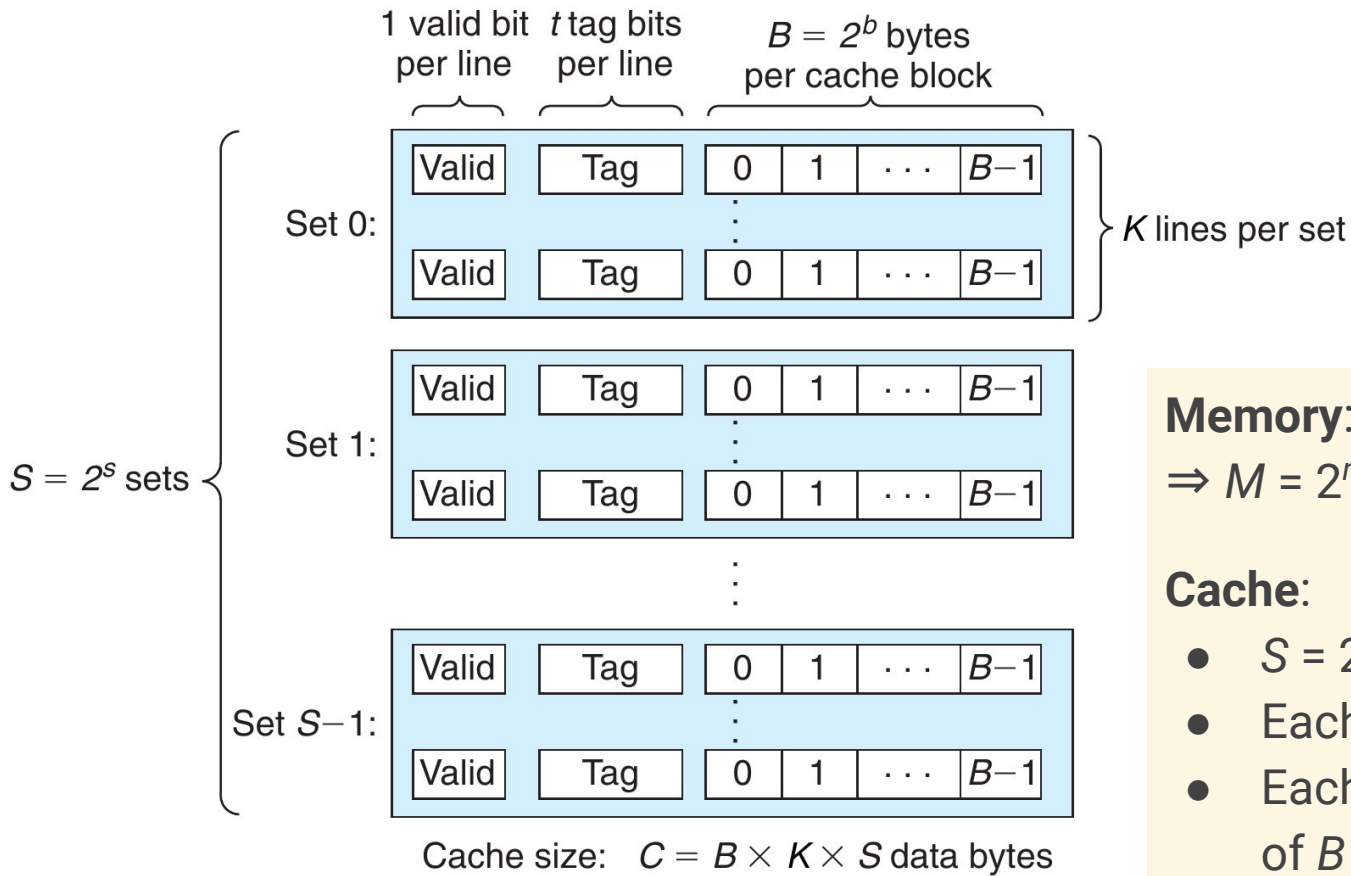 1 valid bit per line
t tag bits per line
B = 2^b bytes per cache block
Valid Tag 0 1 · · · B−1
Set 0:
K lines per set
Valid Tag 0 1 · · · B−1
Valid Tag 0 1 · · · B−1
Set 1:
Valid Tag 0 1 · · · B−1
S = 2^s sets
Valid Tag 0 1 · · · B−1
Set S−1:
Valid Tag 0 1 · · · B−1
Cache size: C = B × K × S data bytes
Memory:
⇒ M = 2
Cache:
● S = 2
● Each
● Each
of B